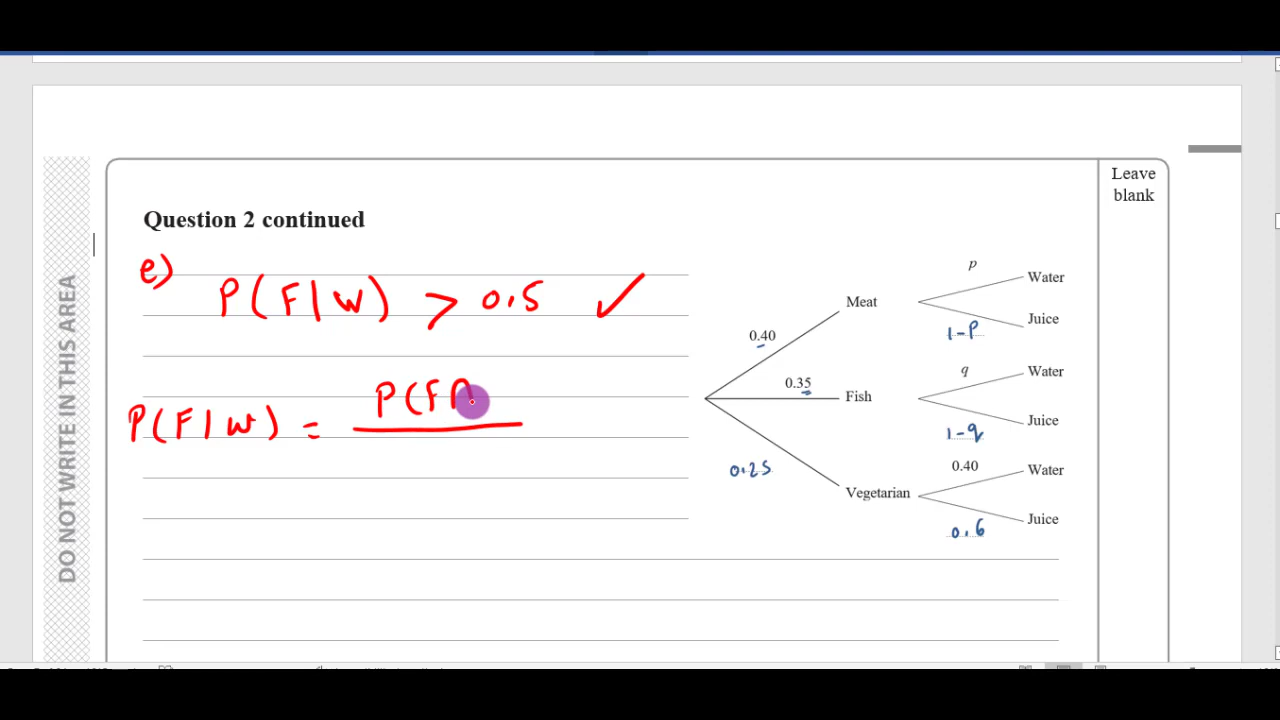 Leave
blank
Question 2 continued
e)
P(F|W) > 0.5 ✓
P(F|W) =
P(F∩
DO NOT WRITE IN THIS AREA
p
Water
Meat
Juice
1-p
0.40
q
Water
0.35
Fish
Juice
1-q
0.40
Water
0.25
Vegetarian
Juice
0.6